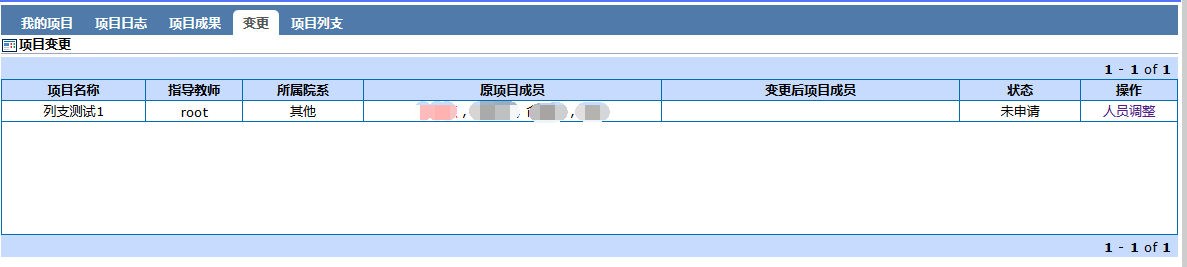 我的项目 项目日志 项目成果 变更 项目列支
项目变更
1 - 1 of 1
项目名称 指导教师 所属院系 原项目成员 变更后项目成员 状态 操作
列支测试1 root 其他 , , , 未申请 人员调整
1 - 1 of 1